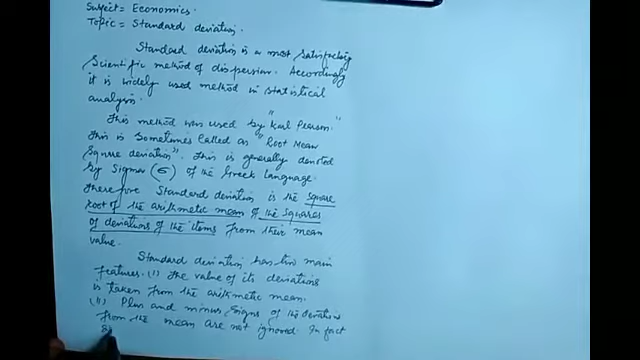 Subject = Economics.
Topic = Standard deviation.
Standard deviation is a most satisfactory
Scientific method of dispersion. Accordingly
it is widely used method in statistical
analysis.
This method was used by "Karl Pearson."
This is Sometimes Called as "Root Mean
Square deviation". This is generally denoted
by Sigma (σ) of the Greek Language.
Therefore Standard deviation is the Square
Root of the arithmetic mean of the Squares
of deviations of the items from their mean
value.
Standard deviation has two main
features. (i) The value of its deviations
is taken from the arithmetic mean.
(ii) Plus and minus Signs of the deviations
from the mean are not ignored. In fact